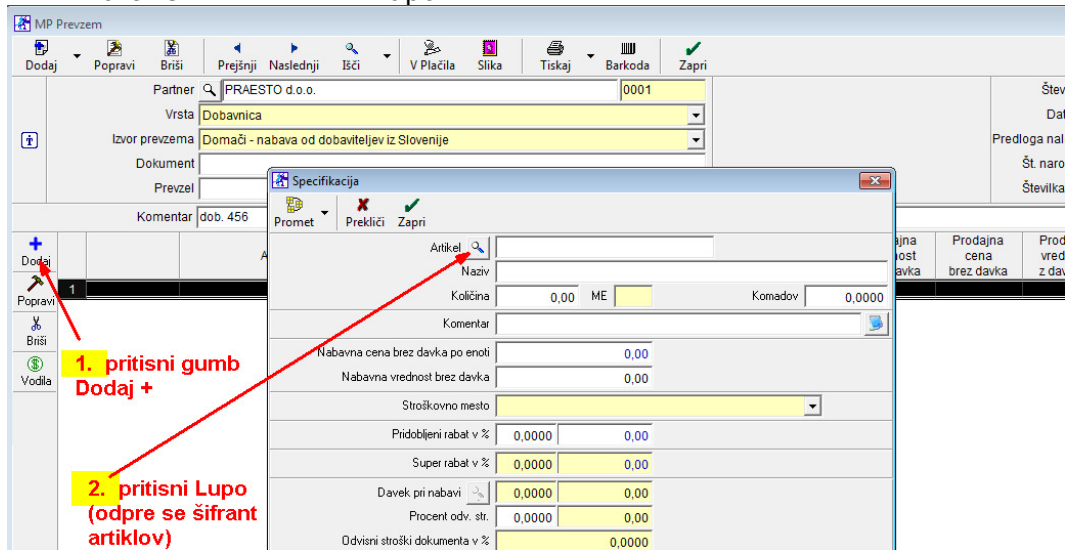 MP Prevzem
Dodaj Popravi Briši Prejšnji Naslednji Išči V Plačila Slika Tiskaj Barkoda Zapri
Partner PRAESTO d.o.o. 0001
Vrsta Dobavnica
Izvor prevzema Domači - nabava od dobaviteljev iz Slovenije
Predloga nal
Dokument
Št. naro
Prevzel
Številka
Komentar dob. 456
Dodaj
Popravi
Briši
Vodila
1
Prodajna cena brez davka
Specifikacija
Promet Prekliči Zapri
Artikel
Naziv
Količina 0,00 ME Komadov 0,0000
Komentar
Nabavna cena brez davka po enoti 0,00
Nabavna vrednost brez davka 0,00
Stroškovno mesto
Pridobljeni rabat v % 0,0000 0,00
Super rabat v % 0,0000 0,00
Davek pri nabavi 0,0000 0,00
Procent odv. str. 0,0000 0,00
Odvisni stroški dokumenta v % 0,0000
1. pritisni gumb
Dodaj +
2. pritisni Lupo
(odpre se šifrant
artiklov)